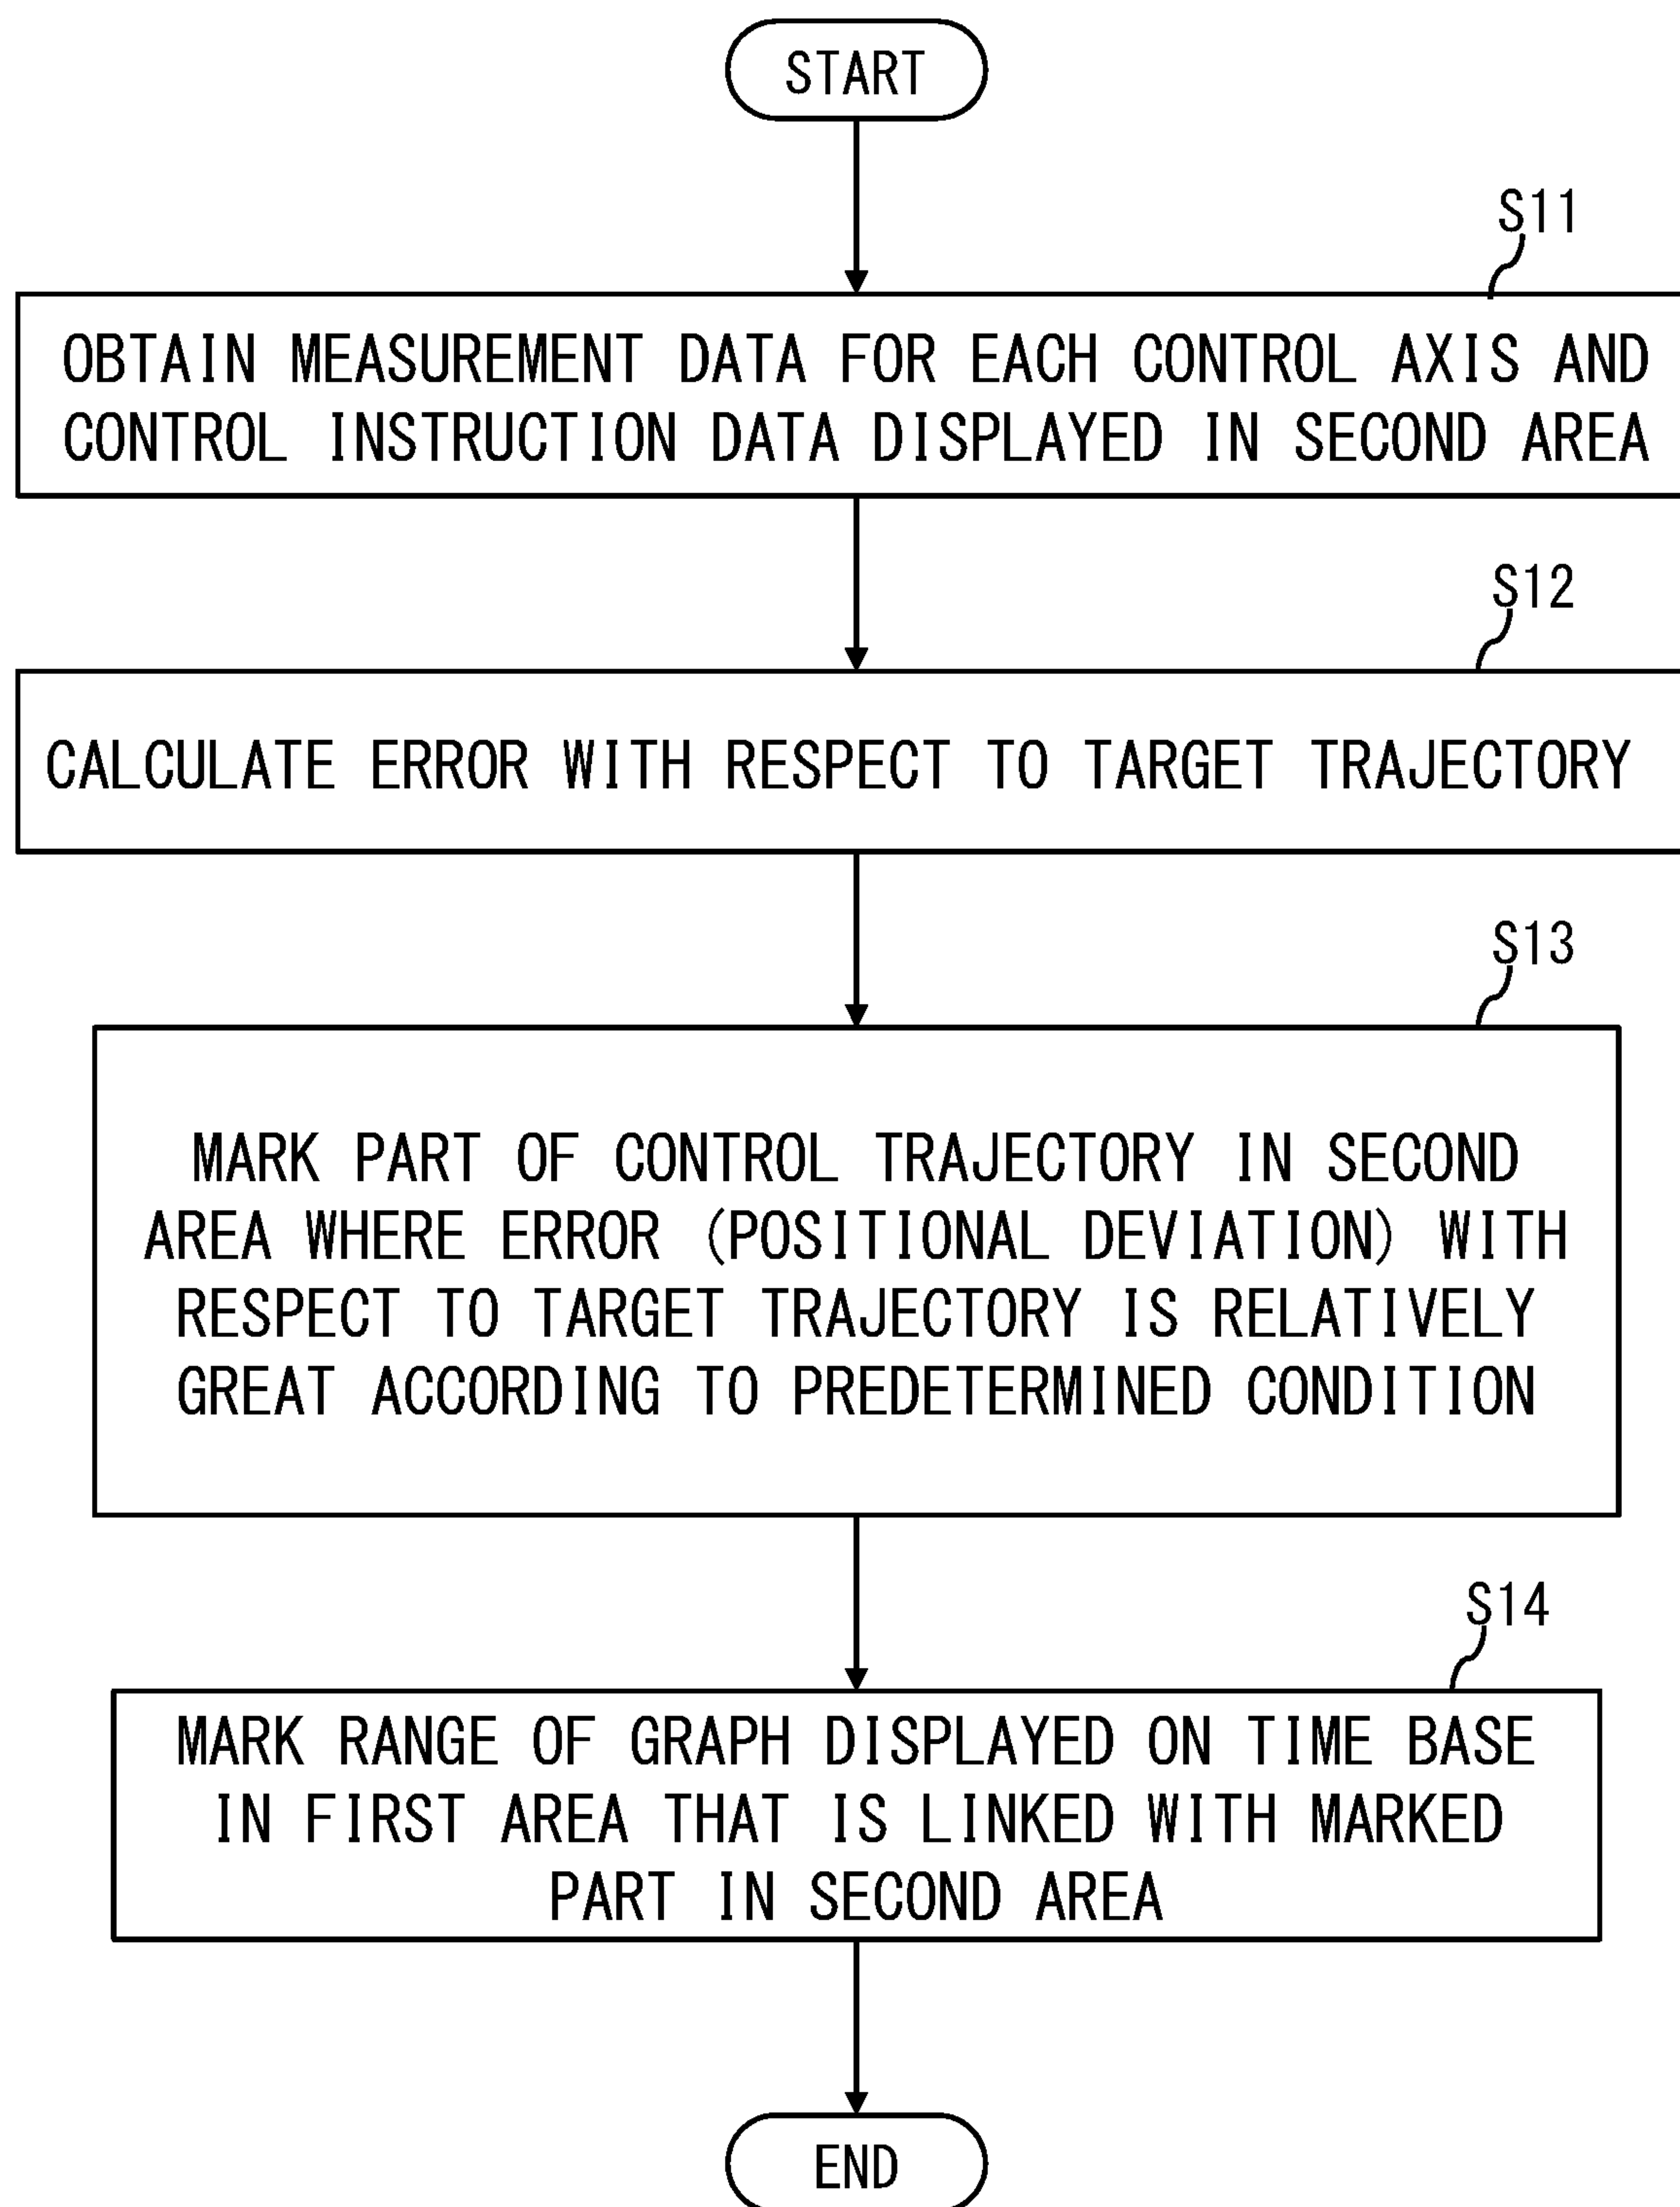 START
S11
OBTAIN MEASUREMENT DATA FOR EACH CONTROL AXIS AND
CONTROL INSTRUCTION DATA DISPLAYED IN SECOND AREA
S12
CALCULATE ERROR WITH RESPECT TO TARGET TRAJECTORY
S13
MARK PART OF CONTROL TRAJECTORY IN SECOND
AREA WHERE ERROR (POSITIONAL DEVIATION) WITH
RESPECT TO TARGET TRAJECTORY IS RELATIVELY
GREAT ACCORDING TO PREDETERMINED CONDITION
S14
MARK RANGE OF GRAPH DISPLAYED ON TIME BASE
IN FIRST AREA THAT IS LINKED WITH MARKED
PART IN SECOND AREA
END